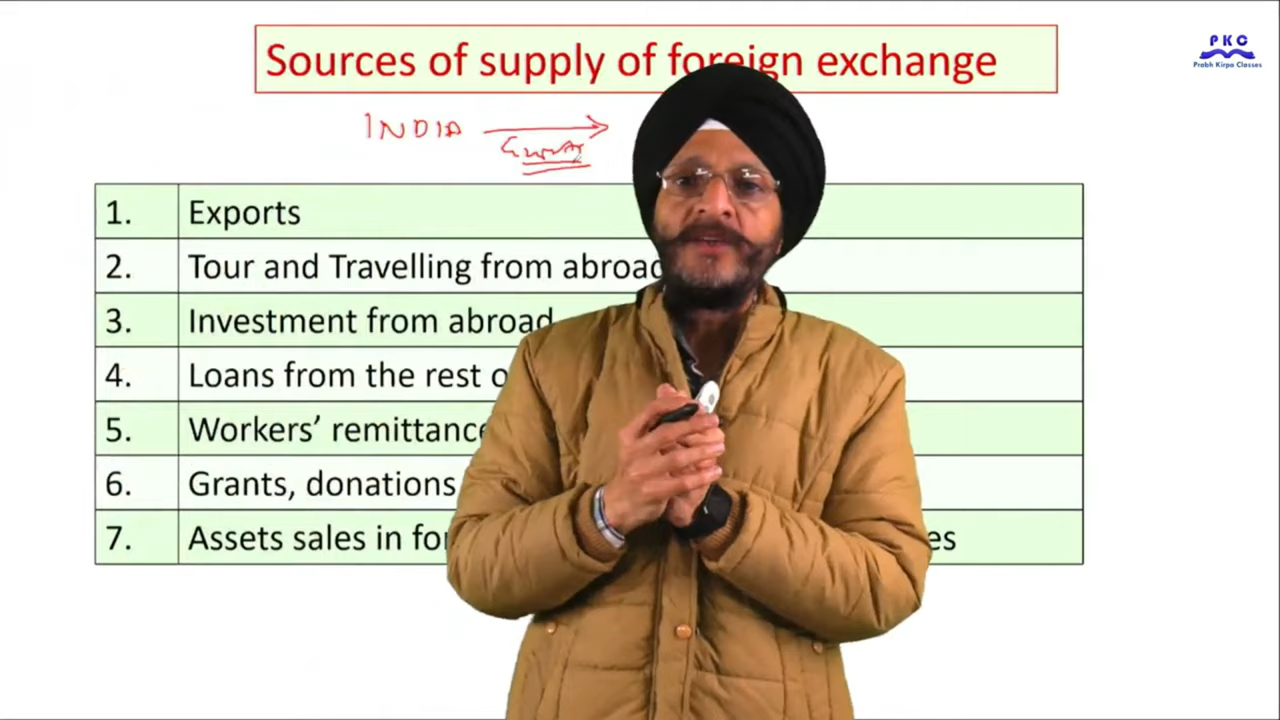 Sources of supply of foreign exchange
PKC
Prabh Kirpa Classes
INDIA
1. Exports
2. Tour and Travelling from abroad
3. Investment from abroad
4. Loans from the rest
5. Workers’ remittance
6. Grants, donations
7. Assets sales in